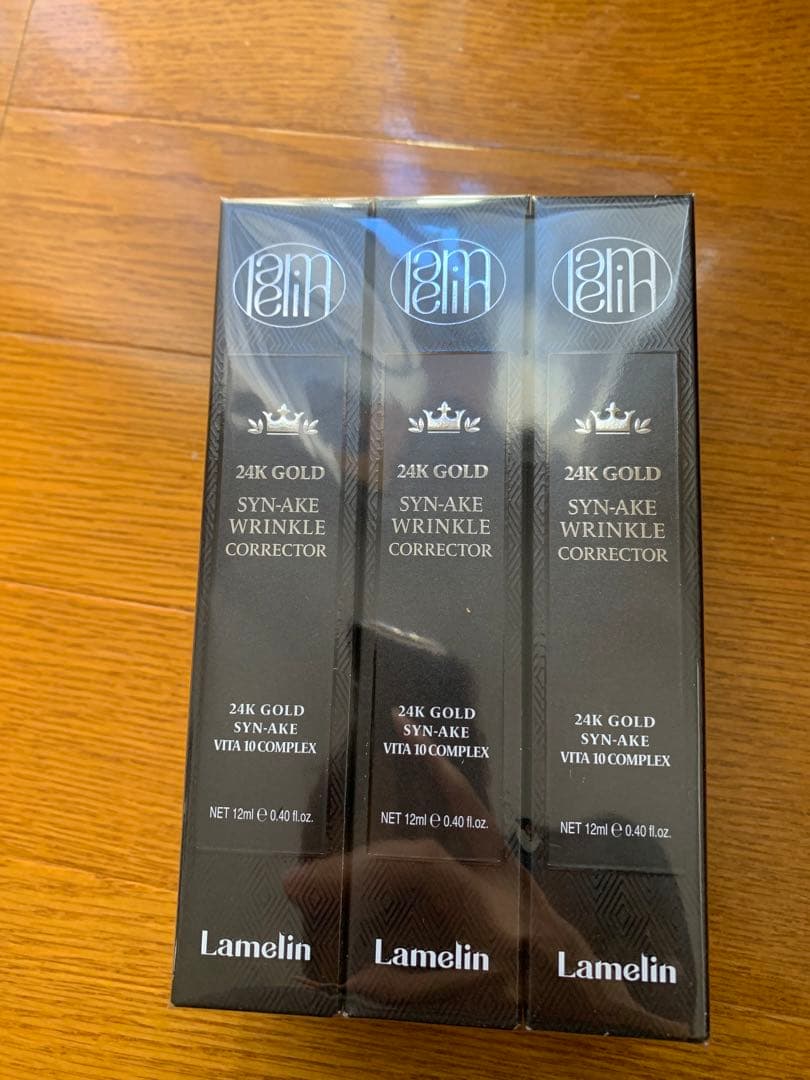 lamelin
24K GOLD
SYN-AKE
WRINKLE
CORRECTOR
24K GOLD
SYN-AKE
VITA 10 COMPLEX
NET 12ml ℮ 0.40 fl.oz.
Lamelin
lamelin
24K GOLD
SYN-AKE
WRINKLE
CORRECTOR
24K GOLD
SYN-AKE
VITA 10 COMPLEX
NET 12ml ℮ 0.40 fl.oz.
Lamelin
lamelin
24K GOLD
SYN-AKE
WRINKLE
CORRECTOR
24K GOLD
SYN-AKE
VITA 10 COMPLEX
NET 12ml ℮ 0.40 fl.oz.
Lamelin